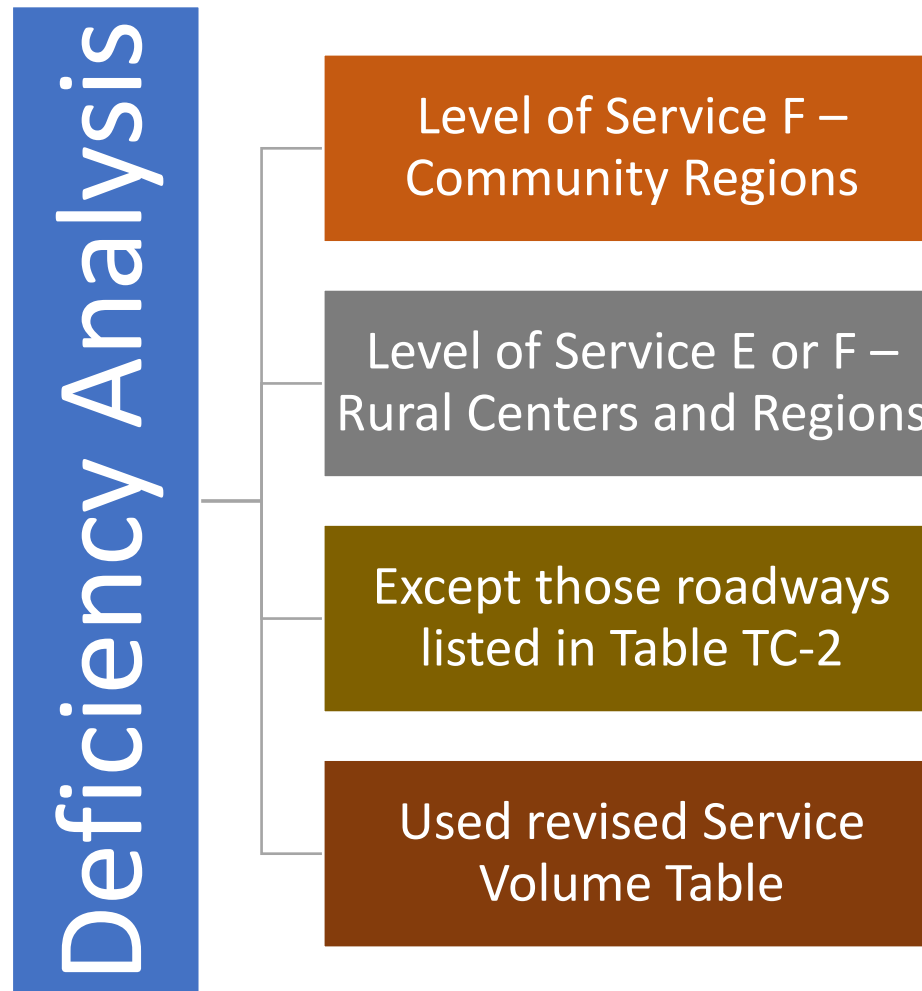 Deficiency Analysis
Level of Service F –
Community Regions
Level of Service E or F –
Rural Centers and Regions
Except those roadways
listed in Table TC-2
Used revised Service
Volume Table